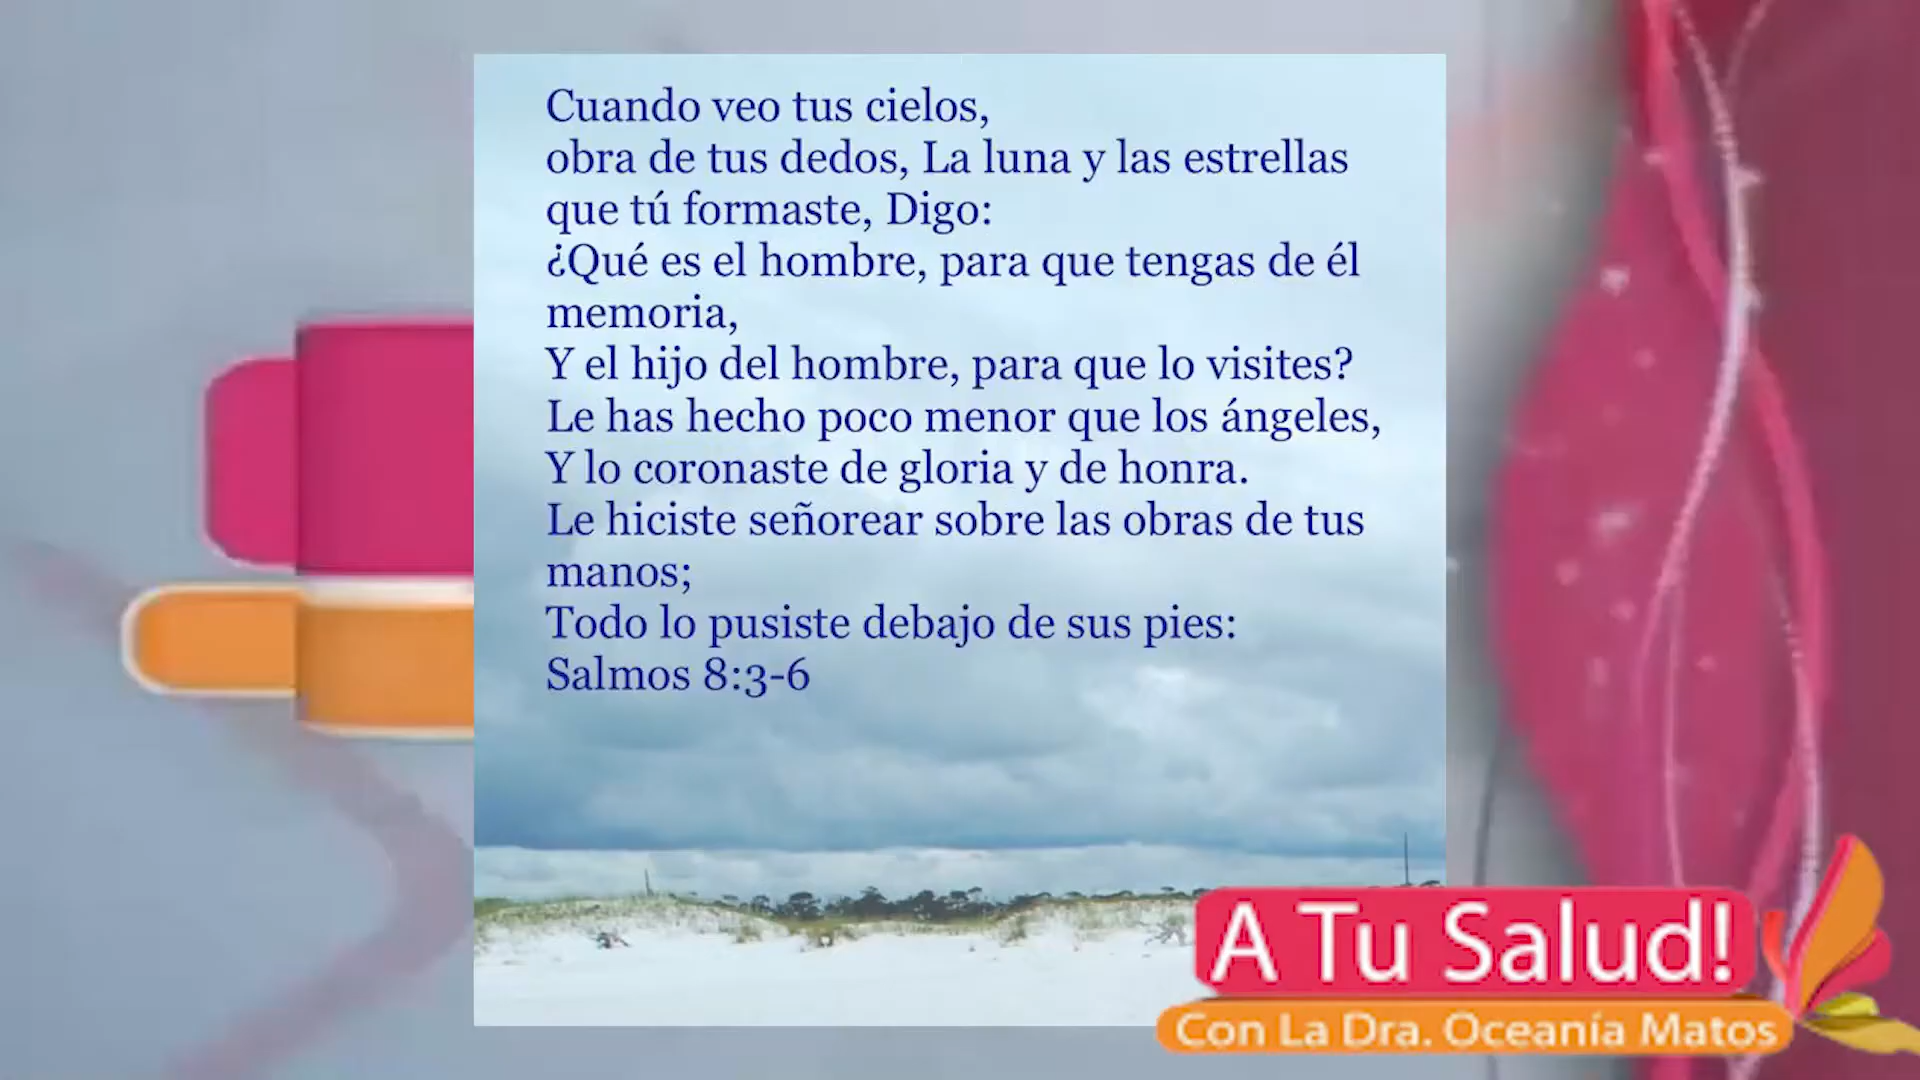 Cuando veo tus cielos,
obra de tus dedos, La luna y las estrellas
que tú formaste, Digo:
¿Qué es el hombre, para que tengas de él
memoria,
Y el hijo del hombre, para que lo visites?
Le has hecho poco menor que los ángeles,
Y lo coronaste de gloria y de honra.
Le hiciste señorear sobre las obras de tus
manos;
Todo lo pusiste debajo de sus pies:
Salmos 8:3-6
A Tu Salud!
Con La Dra. Oceanía Matos